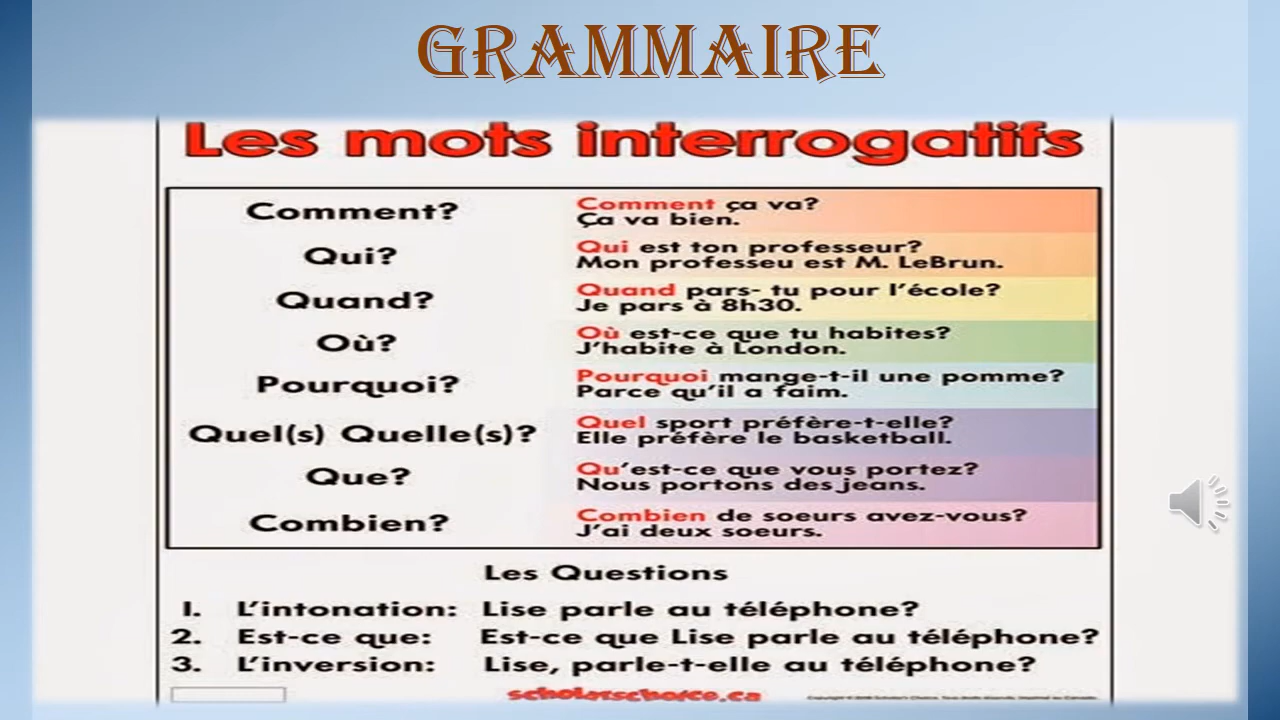 GRAMMAIRE
Les mots interrogatifs
Comment?
Comment ça va?
Ça va bien.
Qui?
Qui est ton professeur?
Mon professeu est M. LeBrun.
Quand?
Quand pars- tu pour l'école?
Je pars à 8h30.
Où?
Où est-ce que tu habites?
J'habite à London.
Pourquoi?
Pourquoi mange-t-il une pomme?
Parce qu'il a faim.
Quel(s) Quelle(s)?
Quel sport préfère-t-elle?
Elle préfère le basketball.
Que?
Qu'est-ce que vous portez?
Nous portons des jeans.
Combien?
Combien de soeurs avez-vous?
J'ai deux soeurs.
Les Questions
1. L'intonation: Lise parle au téléphone?
2. Est-ce que: Est-ce que Lise parle au téléphone?
3. L'inversion: Lise, parle-t-elle au téléphone?
scholarschoice.ca